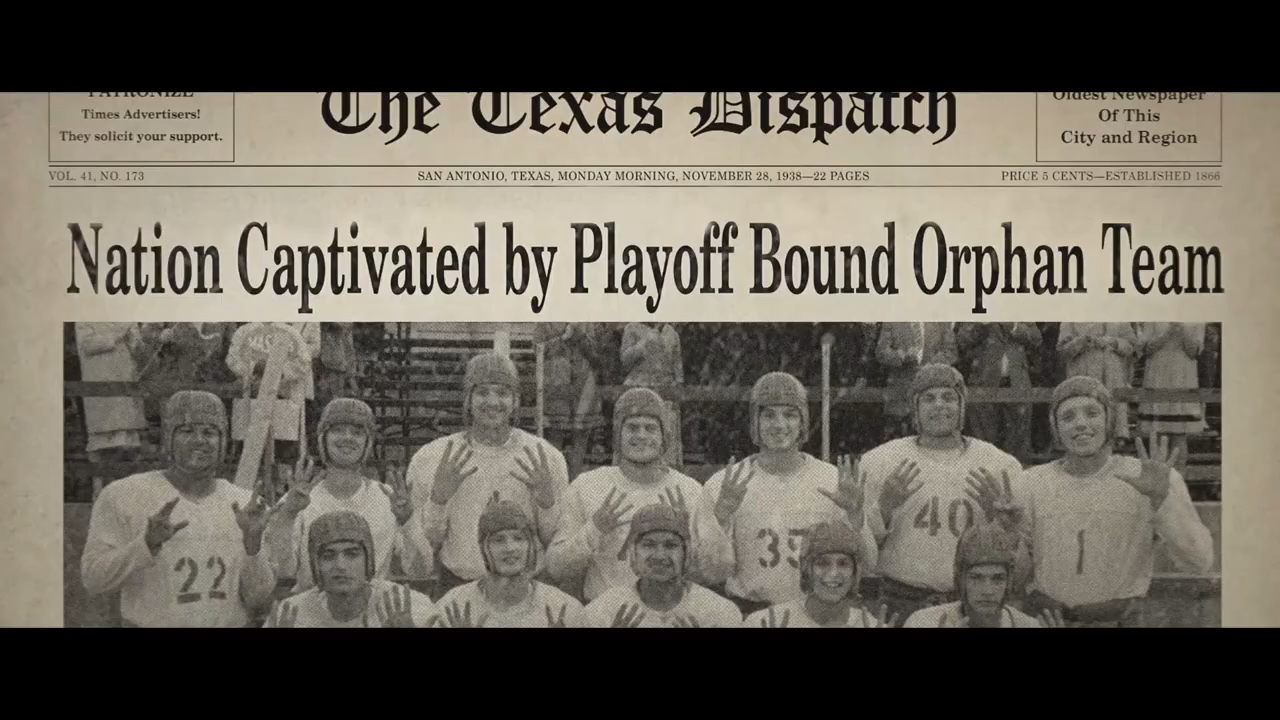 PATRONIZE
Times Advertisers!
They solicit your support.
The Texas Dispatch
Oldest Newspaper
Of This
City and Region
VOL. 41, NO. 173
SAN ANTONIO, TEXAS, MONDAY MORNING, NOVEMBER 28, 1938—22 PAGES
PRICE 5 CENTS—ESTABLISHED 1866
Nation Captivated by Playoff Bound Orphan Team
22
35
40
1